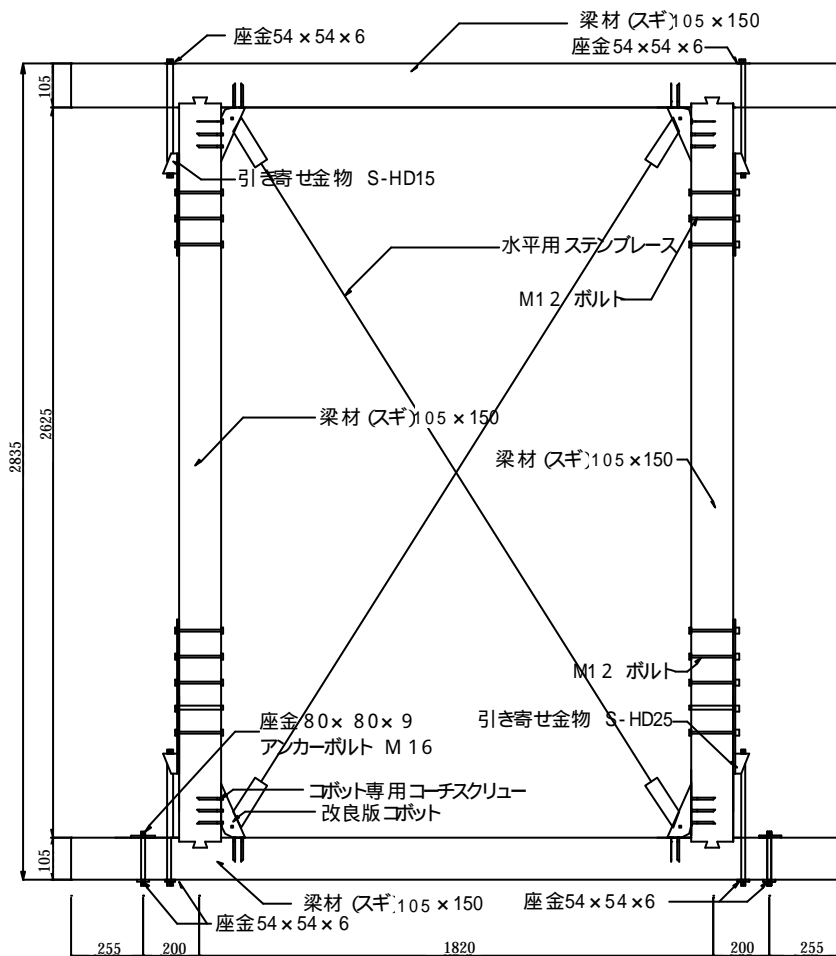 梁材(スギ)105×150
座金54×54×6
座金54×54×6
105
引き寄せ金物 S-HD15
水平用ステンブレース
M12 ボルト
2835
2625
梁材(スギ)105×150
梁材(スギ)105×150
M12 ボルト
座金80×80×9
アンカーボルト M16
引き寄せ金物 S-HD25
コボット専用コーチスクリュー
改良版コボット
105
梁材(スギ)105×150
座金54×54×6
座金54×54×6
255
200
1820
200
255